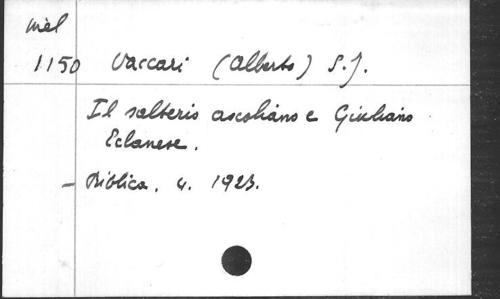 Mél
1150 Vaccari (Alberto) S.J.
Il salterio ascoliano e Giuliano
Eclanese.
- Biblica. 4. 1923.